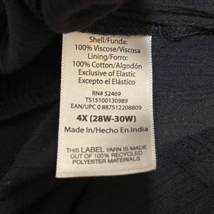 Shell/Funda:
100% Viscose/Viscosa
Lining/Forro:
100% Cotton/Algodón
Exclusive of Elastic
Excepto el Elástico
RN# 52469
TS15100130989
EAN/UPC 0 887512208809
4X (28W-30W)
Made In/Hecho En India
THIS LABEL IS MADE
OUT OF 100% RECYCLED
POLYESTER MATERIALS